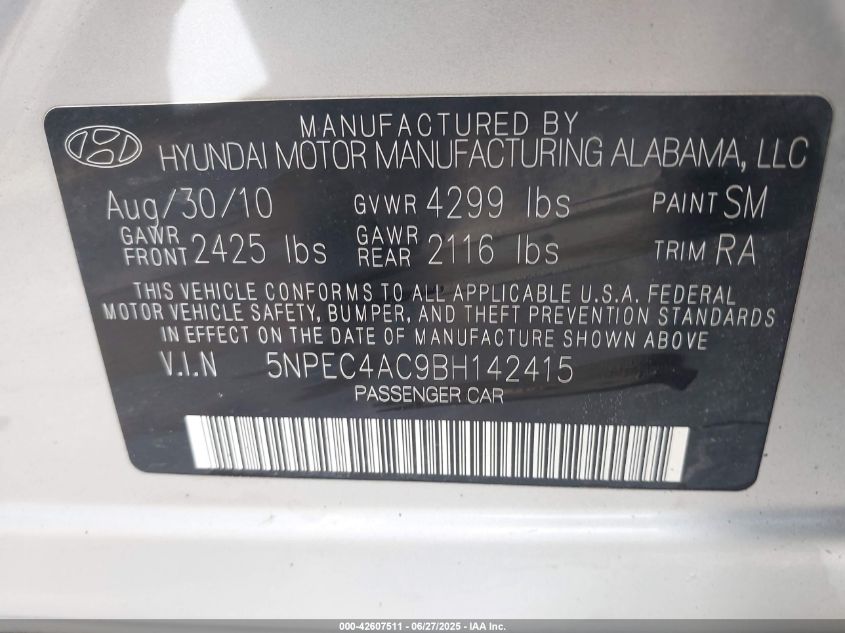 MANUFACTURED BY
HYUNDAI MOTOR MANUFACTURING ALABAMA, LLC
Aug/30/10 GVWR 4299 lbs PAINT SM
GAWR FRONT 2425 lbs GAWR REAR 2116 lbs TRIM RA
THIS VEHICLE CONFORMS TO ALL APPLICABLE U.S.A. FEDERAL
MOTOR VEHICLE SAFETY, BUMPER, AND THEFT PREVENTION STANDARDS
IN EFFECT ON THE DATE OF MANUFACTURE SHOWN ABOVE
V.I.N 5NPEC4AC9BH142415
PASSENGER CAR
000-42607511 - 06/27/2025 - IAA Inc.